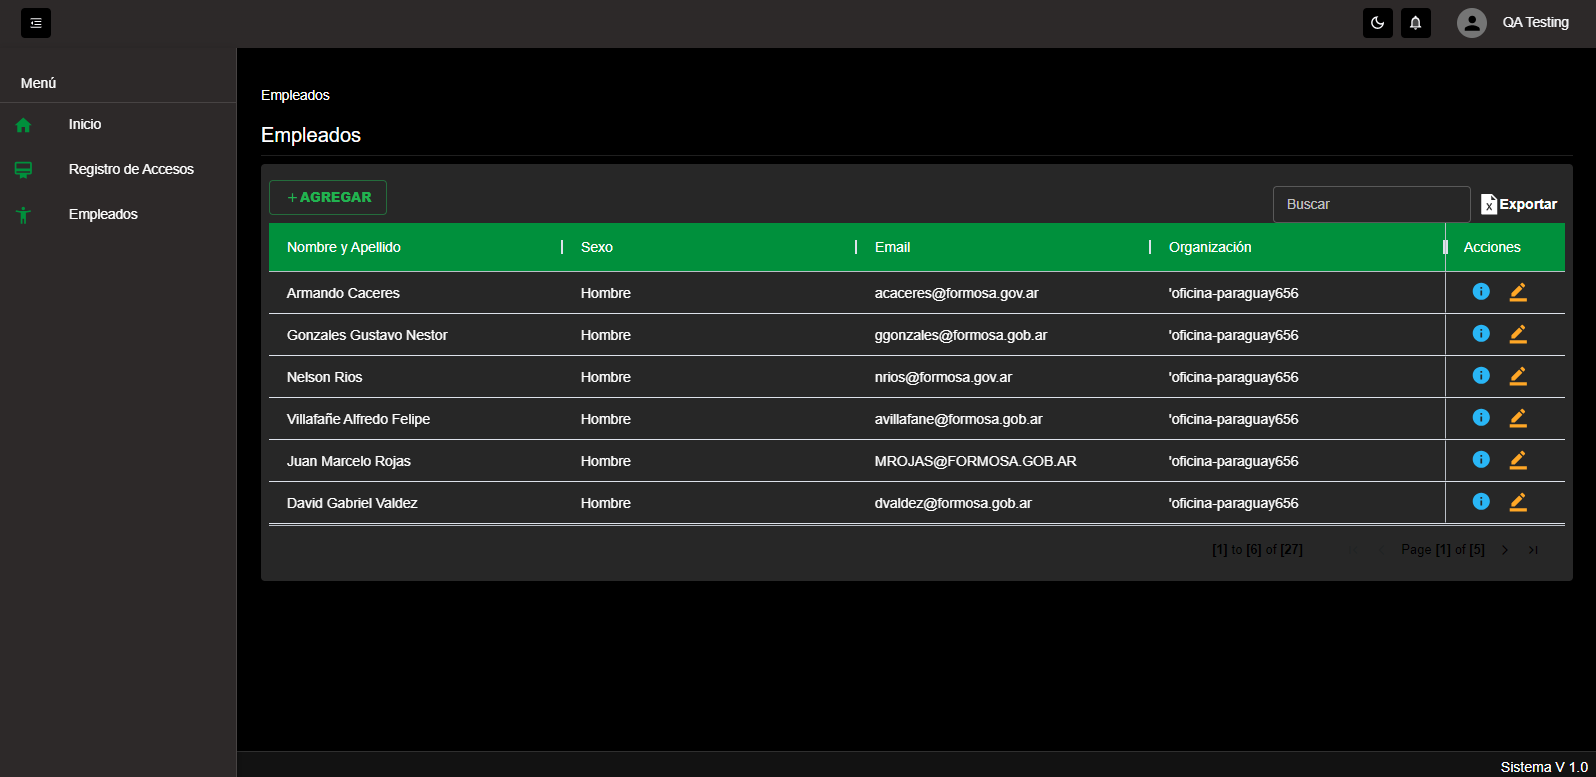 QA Testing
Menú
Inicio
Registro de Accesos
Empleados
Empleados
Empleados
+ AGREGAR
Buscar
Exportar
Nombre y Apellido Sexo Email Organización Acciones
Armando Caceres Hombre acaceres@formosa.gov.ar 'oficina-paraguay656
Gonzales Gustavo Nestor Hombre ggonzales@formosa.gob.ar 'oficina-paraguay656
Nelson Rios Hombre nrios@formosa.gov.ar 'oficina-paraguay656
Villafañe Alfredo Felipe Hombre avillafane@formosa.gob.ar 'oficina-paraguay656
Juan Marcelo Rojas Hombre MROJAS@FORMOSA.GOB.AR 'oficina-paraguay656
David Gabriel Valdez Hombre dvaldez@formosa.gob.ar 'oficina-paraguay656
[1] to [6] of [27] Page [1] of [5]
Sistema V 1.0